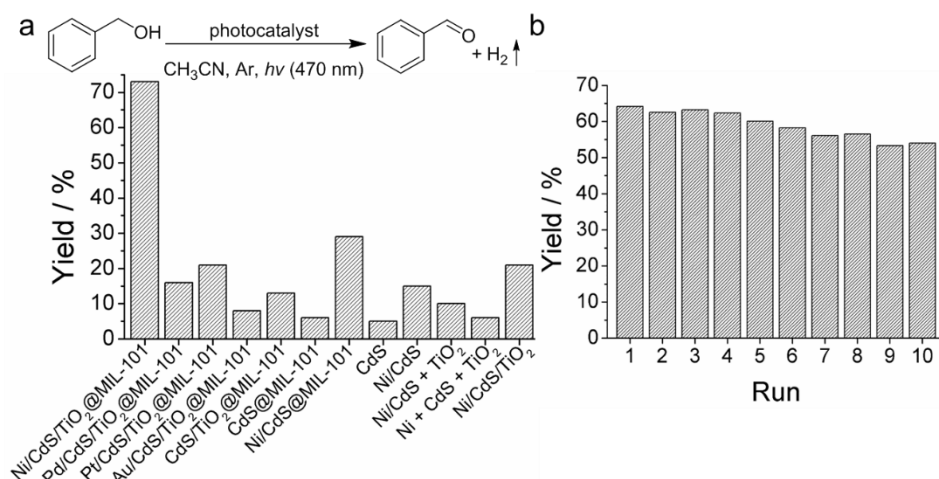 a
OH
photocatalyst
CH₃CN, Ar, hv (470 nm)
O
+ H₂ ↑
b
Yield / %
70
60
50
40
30
20
10
0
Ni/CdS/TiO₂@MIL-101
Pd/CdS/TiO₂@MIL-101
Pt/CdS/TiO₂@MIL-101
Au/CdS/TiO₂@MIL-101
CdS/TiO₂@MIL-101
CdS@MIL-101
Ni/CdS@MIL-101
CdS
Ni/CdS
Ni/CdS + TiO₂
Ni + CdS + TiO₂
Ni/CdS/TiO₂
Yield / %
70
60
50
40
30
20
10
0
1 2 3 4 5 6 7 8 9 10
Run